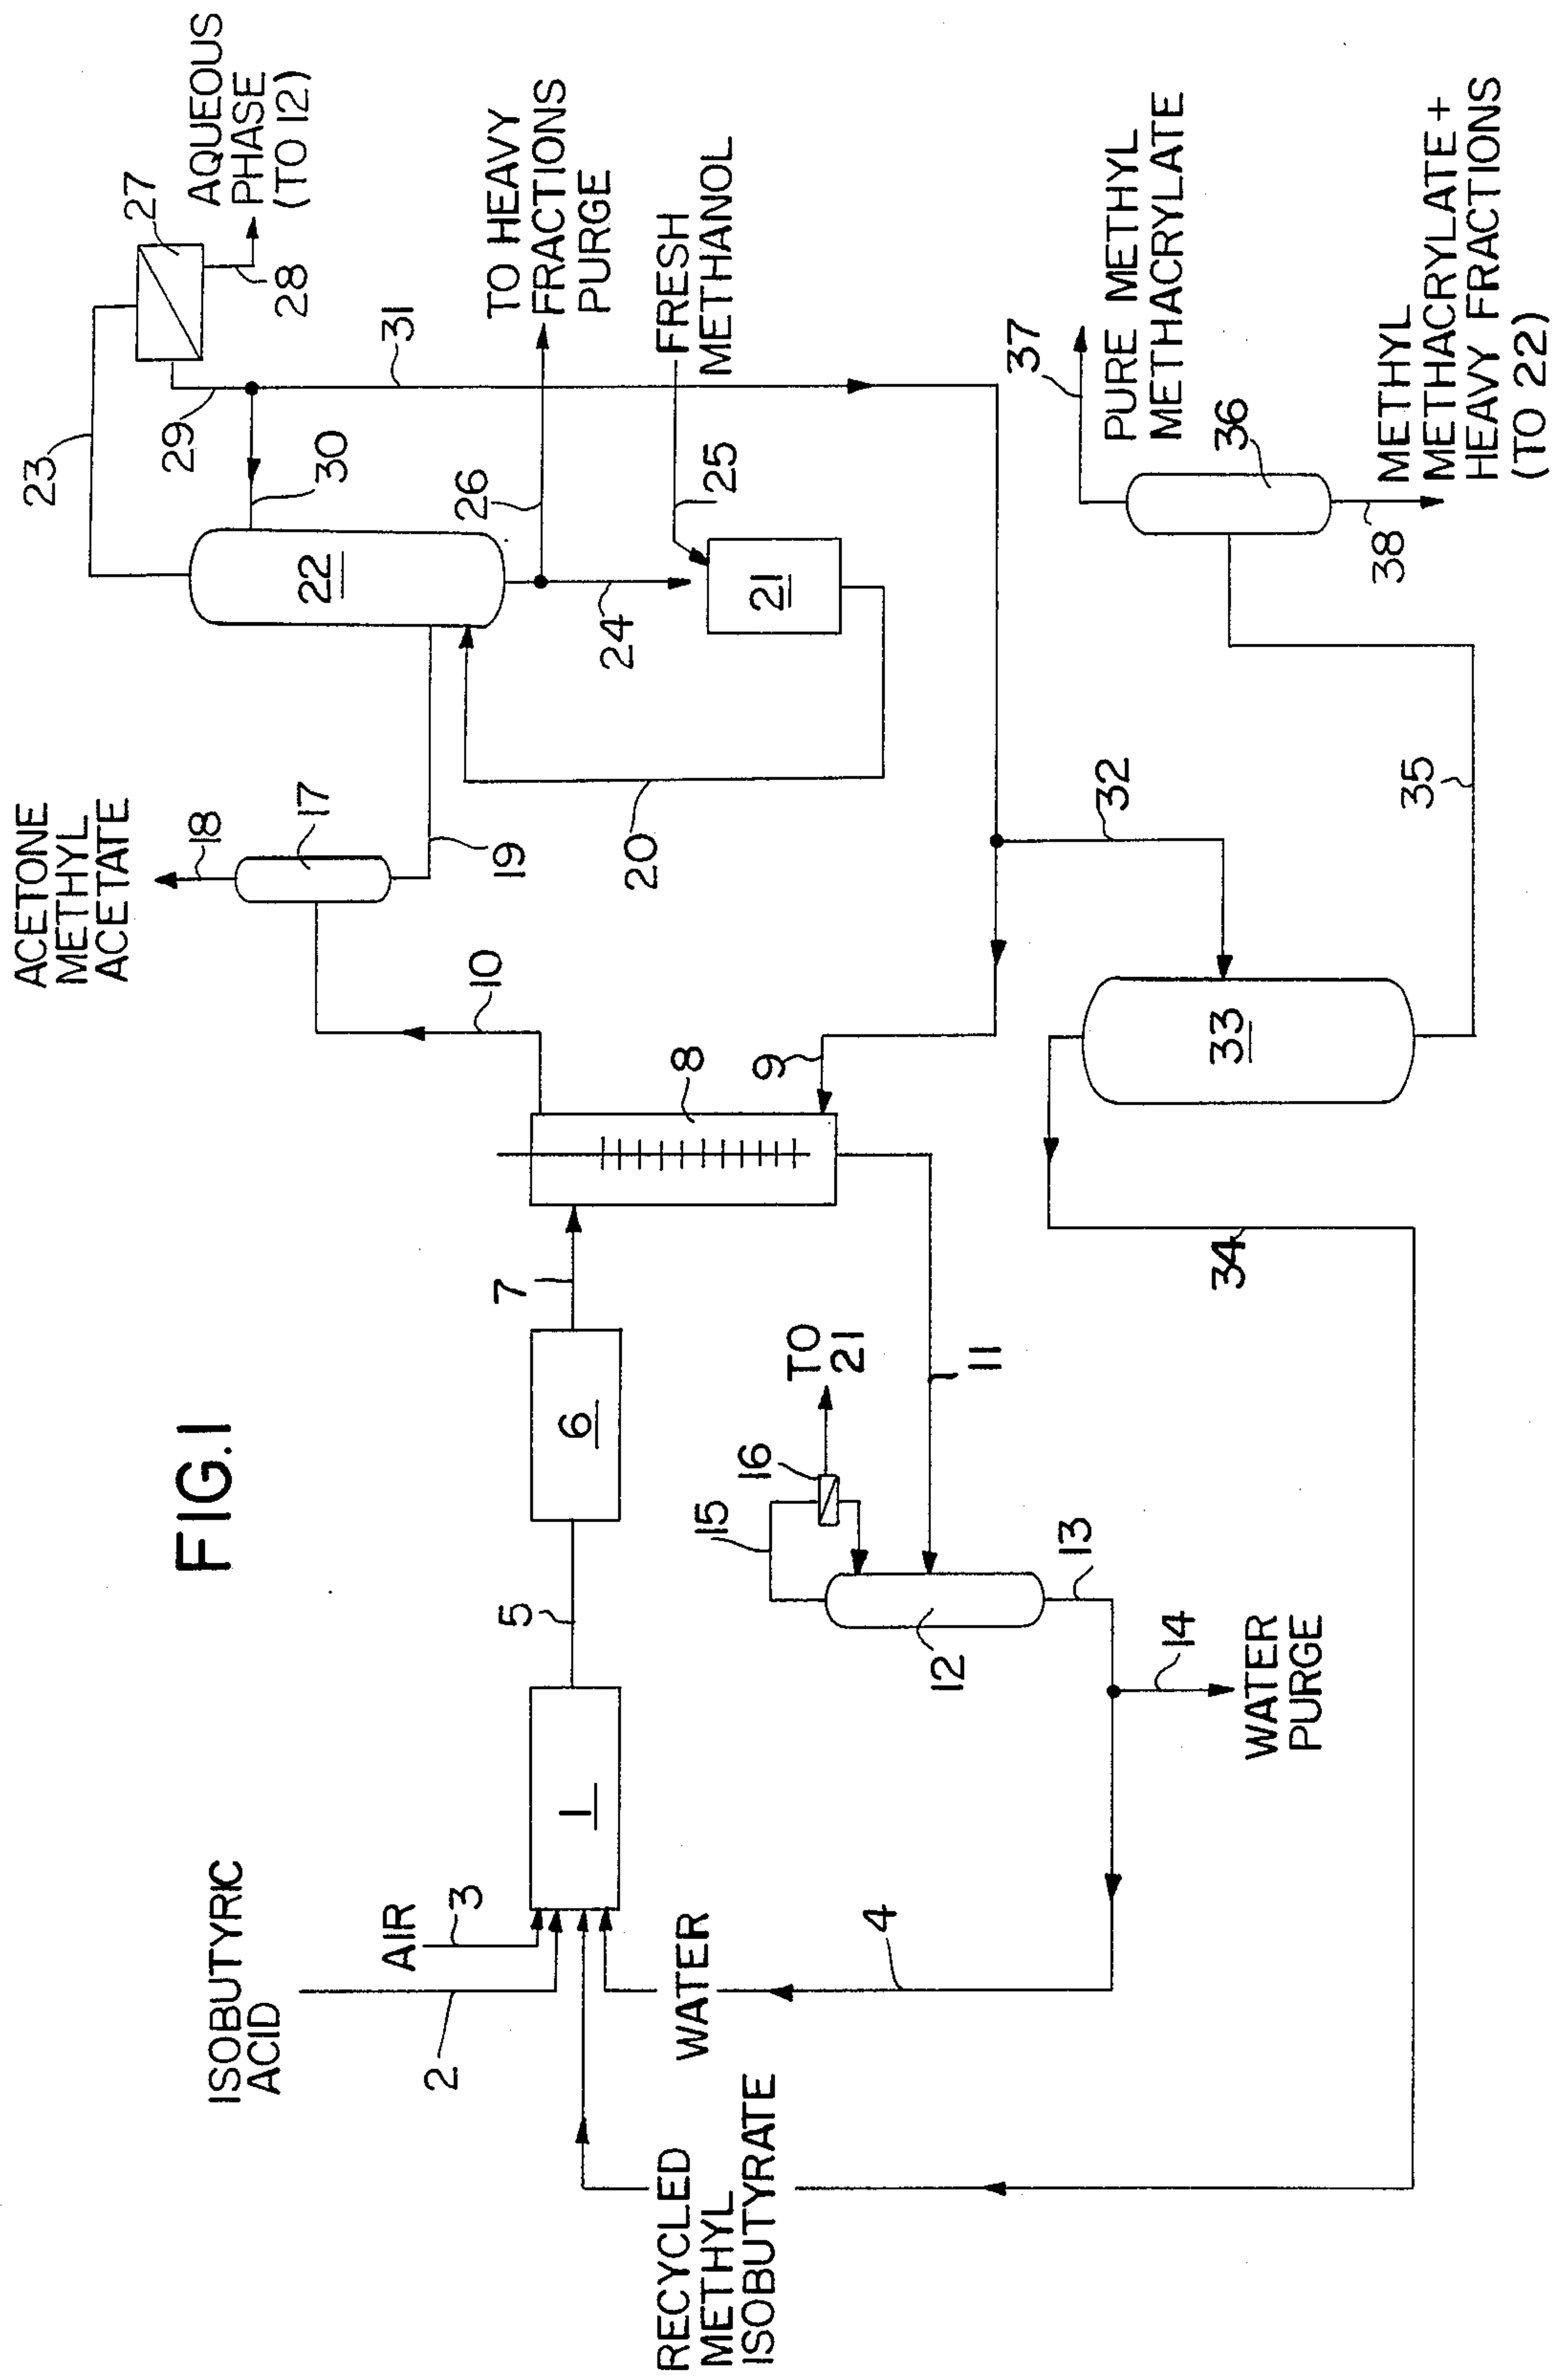 FIG.1
ISOBUTYRIC
ACID
2
AIR
3
RECYCLED
METHYL
ISOBUTYRATE
WATER
4
1
5
6
7
8
9
10
11
12
13
14
WATER
PURGE
15
16
TO
21
ACETONE
METHYL
ACETATE
18
17
19
20
21
22
23
24
25
FRESH
METHANOL
26
TO HEAVY
FRACTIONS
PURGE
27
28
AQUEOUS
PHASE
(TO 12)
29
30
31
32
33
34
35
36
37
PURE METHYL
METHACRYLATE
38
METHYL
METHACRYLATE +
HEAVY FRACTIONS
(TO 22)